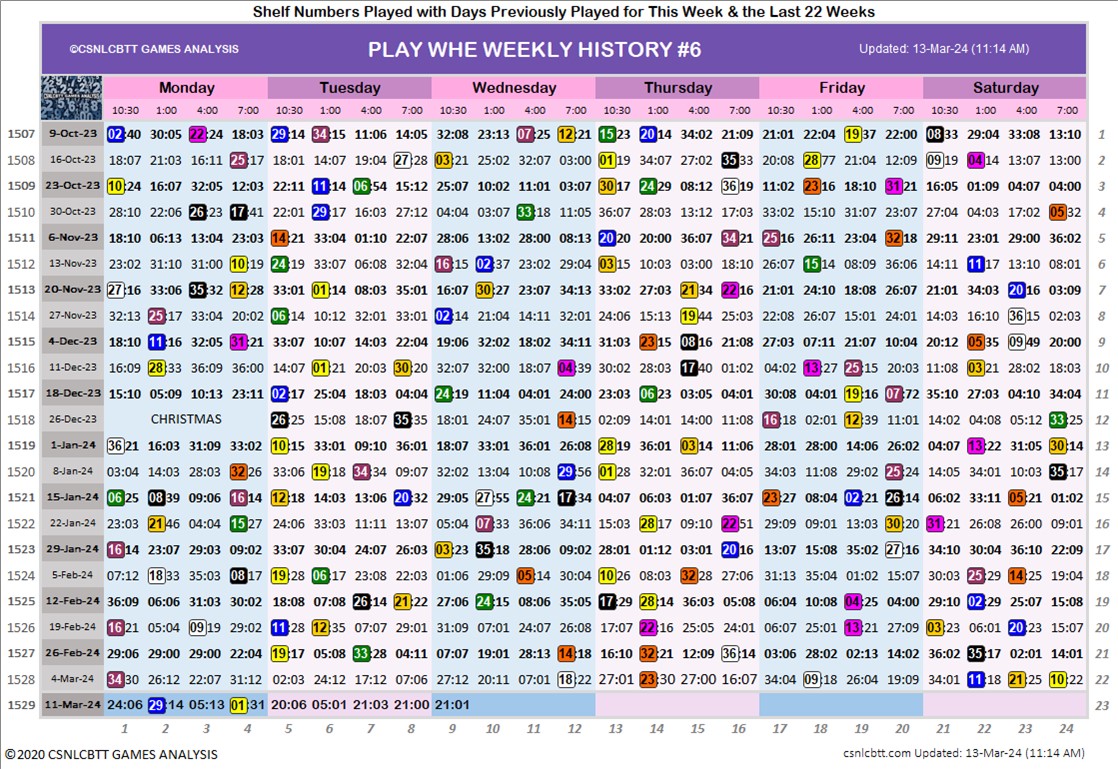 Shelf Numbers Played with Days Previously Played for This Week & the Last 22 Weeks
©CSNLCBTT GAMES ANALYSIS PLAY WHE WEEKLY HISTORY #6 Updated: 13-Mar-24 (11:14 AM)
Monday Tuesday Wednesday Thursday Friday Saturday
10:30 1:00 4:00 7:00 10:30 1:00 4:00 7:00 10:30 1:00 4:00 7:00 10:30 1:00 4:00 7:00 10:30 1:00 4:00 7:00 10:30 1:00 4:00 7:00
1507 9-Oct-23 02:40 30:05 22:24 18:03 29:14 34:15 11:06 14:05 32:08 23:13 07:25 12:21 15:23 20:14 34:02 21:09 21:01 22:04 19:37 22:00 08:33 29:04 33:08 13:10 1
1508 16-Oct-23 18:07 21:03 16:11 25:17 18:01 14:07 19:04 27:28 03:21 25:02 32:07 03:00 01:19 34:07 27:02 35:33 20:08 28:77 21:04 12:09 09:19 04:14 13:07 13:00 2
1509 23-Oct-23 10:24 16:07 32:05 12:03 22:11 11:14 06:54 15:12 25:07 10:02 11:01 03:07 30:17 24:29 08:12 36:19 11:02 23:16 18:10 31:21 16:05 01:09 04:07 04:00 3
1510 30-Oct-23 28:10 22:06 26:23 17:41 22:01 29:17 16:03 27:12 04:04 03:07 33:18 11:05 36:07 28:03 13:12 17:03 33:02 15:10 31:07 23:07 27:04 04:03 17:02 05:32 4
1511 6-Nov-23 18:10 06:13 13:04 23:03 14:21 33:04 01:10 22:07 28:06 13:02 28:00 08:13 20:20 20:00 36:07 34:21 25:16 26:11 23:04 32:18 29:11 23:01 29:00 36:02 5
1512 13-Nov-23 23:02 31:10 31:00 10:19 24:19 33:07 06:08 32:04 16:15 02:37 23:02 29:04 03:15 10:03 03:00 18:10 26:07 15:14 08:09 36:06 14:11 11:17 13:10 08:01 6
1513 20-Nov-23 27:16 33:06 35:32 12:28 33:01 01:14 08:03 35:01 16:07 30:27 23:07 34:13 33:02 27:03 21:34 22:16 24:01 34:10 18:08 26:07 21:01 34:07 20:16 03:09 7
1514 27-Nov-23 32:13 25:17 33:04 20:02 06:14 10:12 32:01 33:01 02:14 21:04 14:11 32:01 24:06 15:13 19:44 25:03 22:08 26:07 15:01 24:01 14:03 16:10 36:15 02:03 8
1515 4-Dec-23 18:10 11:16 32:05 31:21 33:07 10:07 14:03 22:04 19:06 32:02 18:02 34:11 31:03 23:15 08:16 21:08 27:03 07:11 21:07 10:04 20:12 05:35 09:49 20:00 9
1516 11-Dec-23 16:09 28:33 36:09 36:00 14:07 01:21 20:03 30:20 32:07 32:00 18:07 04:39 30:02 28:03 17:40 01:02 04:02 13:27 25:15 20:03 11:08 03:21 28:02 18:03 10
1517 18-Dec-23 15:10 05:09 10:13 23:11 02:17 25:04 18:03 04:04 24:19 11:04 04:01 24:00 23:03 06:23 03:05 04:01 30:08 04:01 19:16 07:72 35:10 27:03 04:10 34:04 11
1518 26-Dec-23 CHRISTMAS 26:25 15:08 18:07 35:18 01:04 24:07 35:01 14:15 02:03 14:01 14:00 11:08 16:18 02:01 12:39 11:01 14:02 04:08 05:12 33:25 12
1519 1-Jan-24 36:21 16:03 31:09 33:02 10:15 33:01 09:10 36:01 18:07 33:01 36:01 26:08 28:19 36:01 03:14 11:06 28:01 28:00 14:06 26:02 04:07 13:22 31:05 30:14 13
1520 8-Jan-24 03:04 14:03 28:03 32:26 33:06 19:18 34:34 09:07 32:02 13:04 10:08 29:56 01:28 32:01 36:07 04:05 34:03 11:08 29:02 25:24 14:05 34:01 10:03 35:17 14
1521 15-Jan-24 06:25 08:39 09:06 16:14 12:18 14:03 13:06 20:32 29:05 27:55 24:21 17:34 04:07 06:03 01:07 36:07 23:27 08:04 02:21 26:14 06:02 33:11 05:21 01:02 15
1522 22-Jan-24 23:03 21:46 04:04 15:27 24:06 33:03 11:11 13:07 05:04 07:33 36:06 34:11 15:03 28:17 09:10 22:51 29:09 09:01 13:03 30:20 31:21 26:08 26:00 09:01 16
1523 29-Jan-24 16:14 23:07 29:03 09:02 33:07 30:04 24:07 26:03 03:23 35:18 28:06 09:02 28:01 01:12 03:01 20:16 13:07 15:08 35:02 27:16 34:10 30:04 36:10 22:09 17
1524 5-Feb-24 07:12 18:33 35:03 08:17 19:28 06:17 23:08 22:03 01:06 29:09 05:14 30:04 10:26 08:03 32:28 27:06 31:13 35:04 01:02 15:07 30:03 25:29 14:25 19:04 18
1525 12-Feb-24 36:09 06:06 31:03 30:02 18:08 07:08 26:14 21:22 27:06 24:15 08:06 35:05 17:29 28:14 36:03 05:08 06:04 10:08 04:25 04:00 29:10 02:29 25:07 15:08 19
1526 19-Feb-24 16:21 05:04 09:19 29:02 11:28 12:35 07:07 29:01 31:09 07:01 24:07 26:09 17:07 22:16 25:05 24:01 06:07 25:01 13:21 27:09 03:21 06:01 20:23 15:07 20
1527 26-Feb-24 29:06 29:00 29:00 22:04 19:17 05:08 33:28 04:11 07:07 19:01 28:13 14:18 16:10 32:21 12:09 36:14 03:06 28:02 02:13 14:02 36:02 35:17 02:01 14:01 21
1528 4-Mar-24 34:30 26:12 22:07 31:12 02:03 24:12 17:12 07:06 27:12 20:11 07:01 18:22 27:01 23:30 27:00 16:07 34:04 09:18 26:04 09:01 34:01 11:18 21:25 10:22 22
1529 11-Mar-24 24:06 29:14 05:13 01:31 20:06 05:01 21:03 21:00 21:01 23
1 2 3 4 5 6 7 8 9 10 11 12 13 14 15 16 17 18 19 20 21 22 23 24
©2020 CSNLCBTT GAMES ANALYSIS csnlcbtt.com Updated: 13-Mar-24 (11:14 AM)